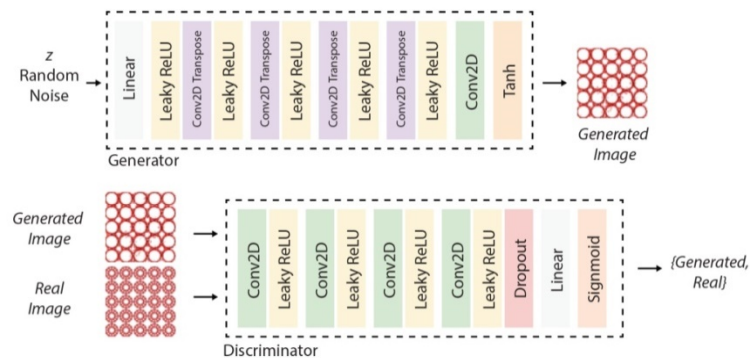 z
Random
Noise
Linear
Leaky ReLU
Conv2D Transpose
Leaky ReLU
Conv2D Transpose
Leaky ReLU
Conv2D Transpose
Leaky ReLU
Conv2D Transpose
Leaky ReLU
Conv2D
Tanh
Generated
Image
Generator
Generated
Image
Real
Image
Conv2D
Leaky ReLU
Conv2D
Leaky ReLU
Conv2D
Leaky ReLU
Conv2D
Leaky ReLU
Dropout
Linear
Signmoid
{Generated,
Real}
Discriminator